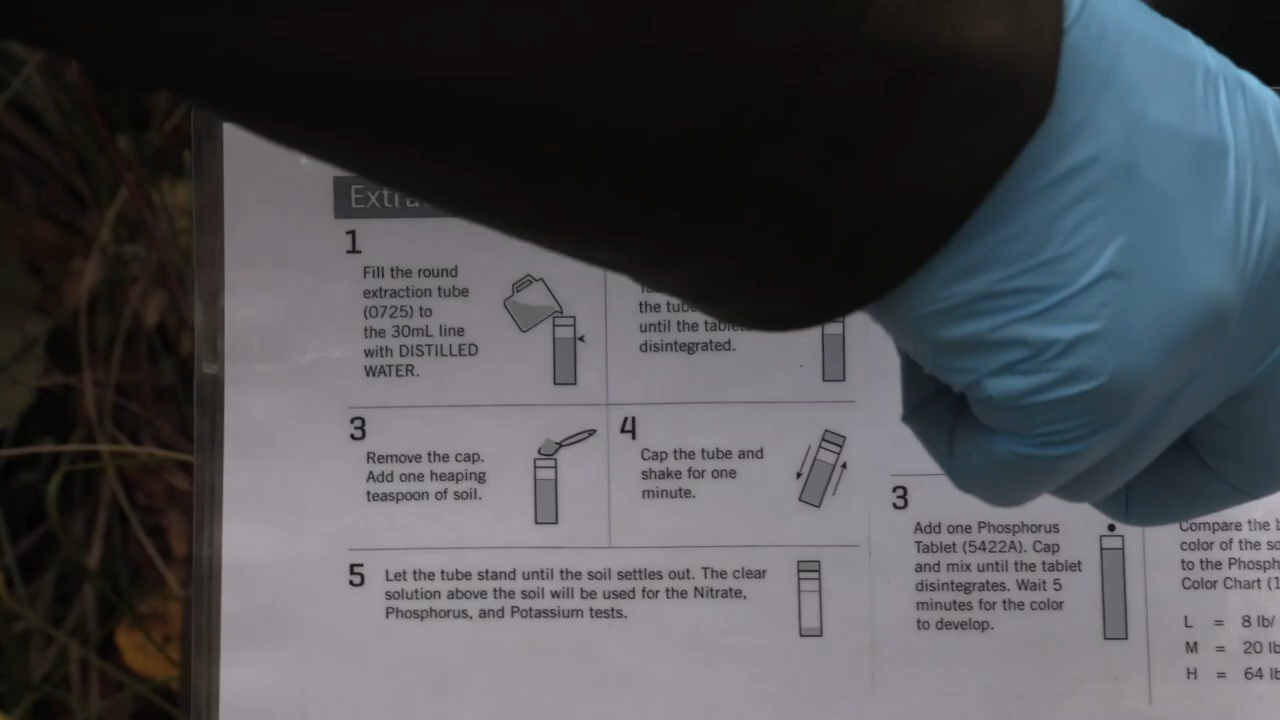 1
Fill the round
extraction tube
(0725) to
the 30mL line
with DISTILLED
WATER.
the tube
until the tablets
disintegrated.
3
Remove the cap.
Add one heaping
teaspoon of soil.
4
Cap the tube and
shake for one
minute.
5
Let the tube stand until the soil settles out. The clear
solution above the soil will be used for the Nitrate,
Phosphorus, and Potassium tests.
3
Add one Phosphorus
Tablet (5422A). Cap
and mix until the tablet
disintegrates. Wait 5
minutes for the color
to develop.
Compare the
color of the
to the
Color Chart
L = 8 lb/
M = 20
H = 64